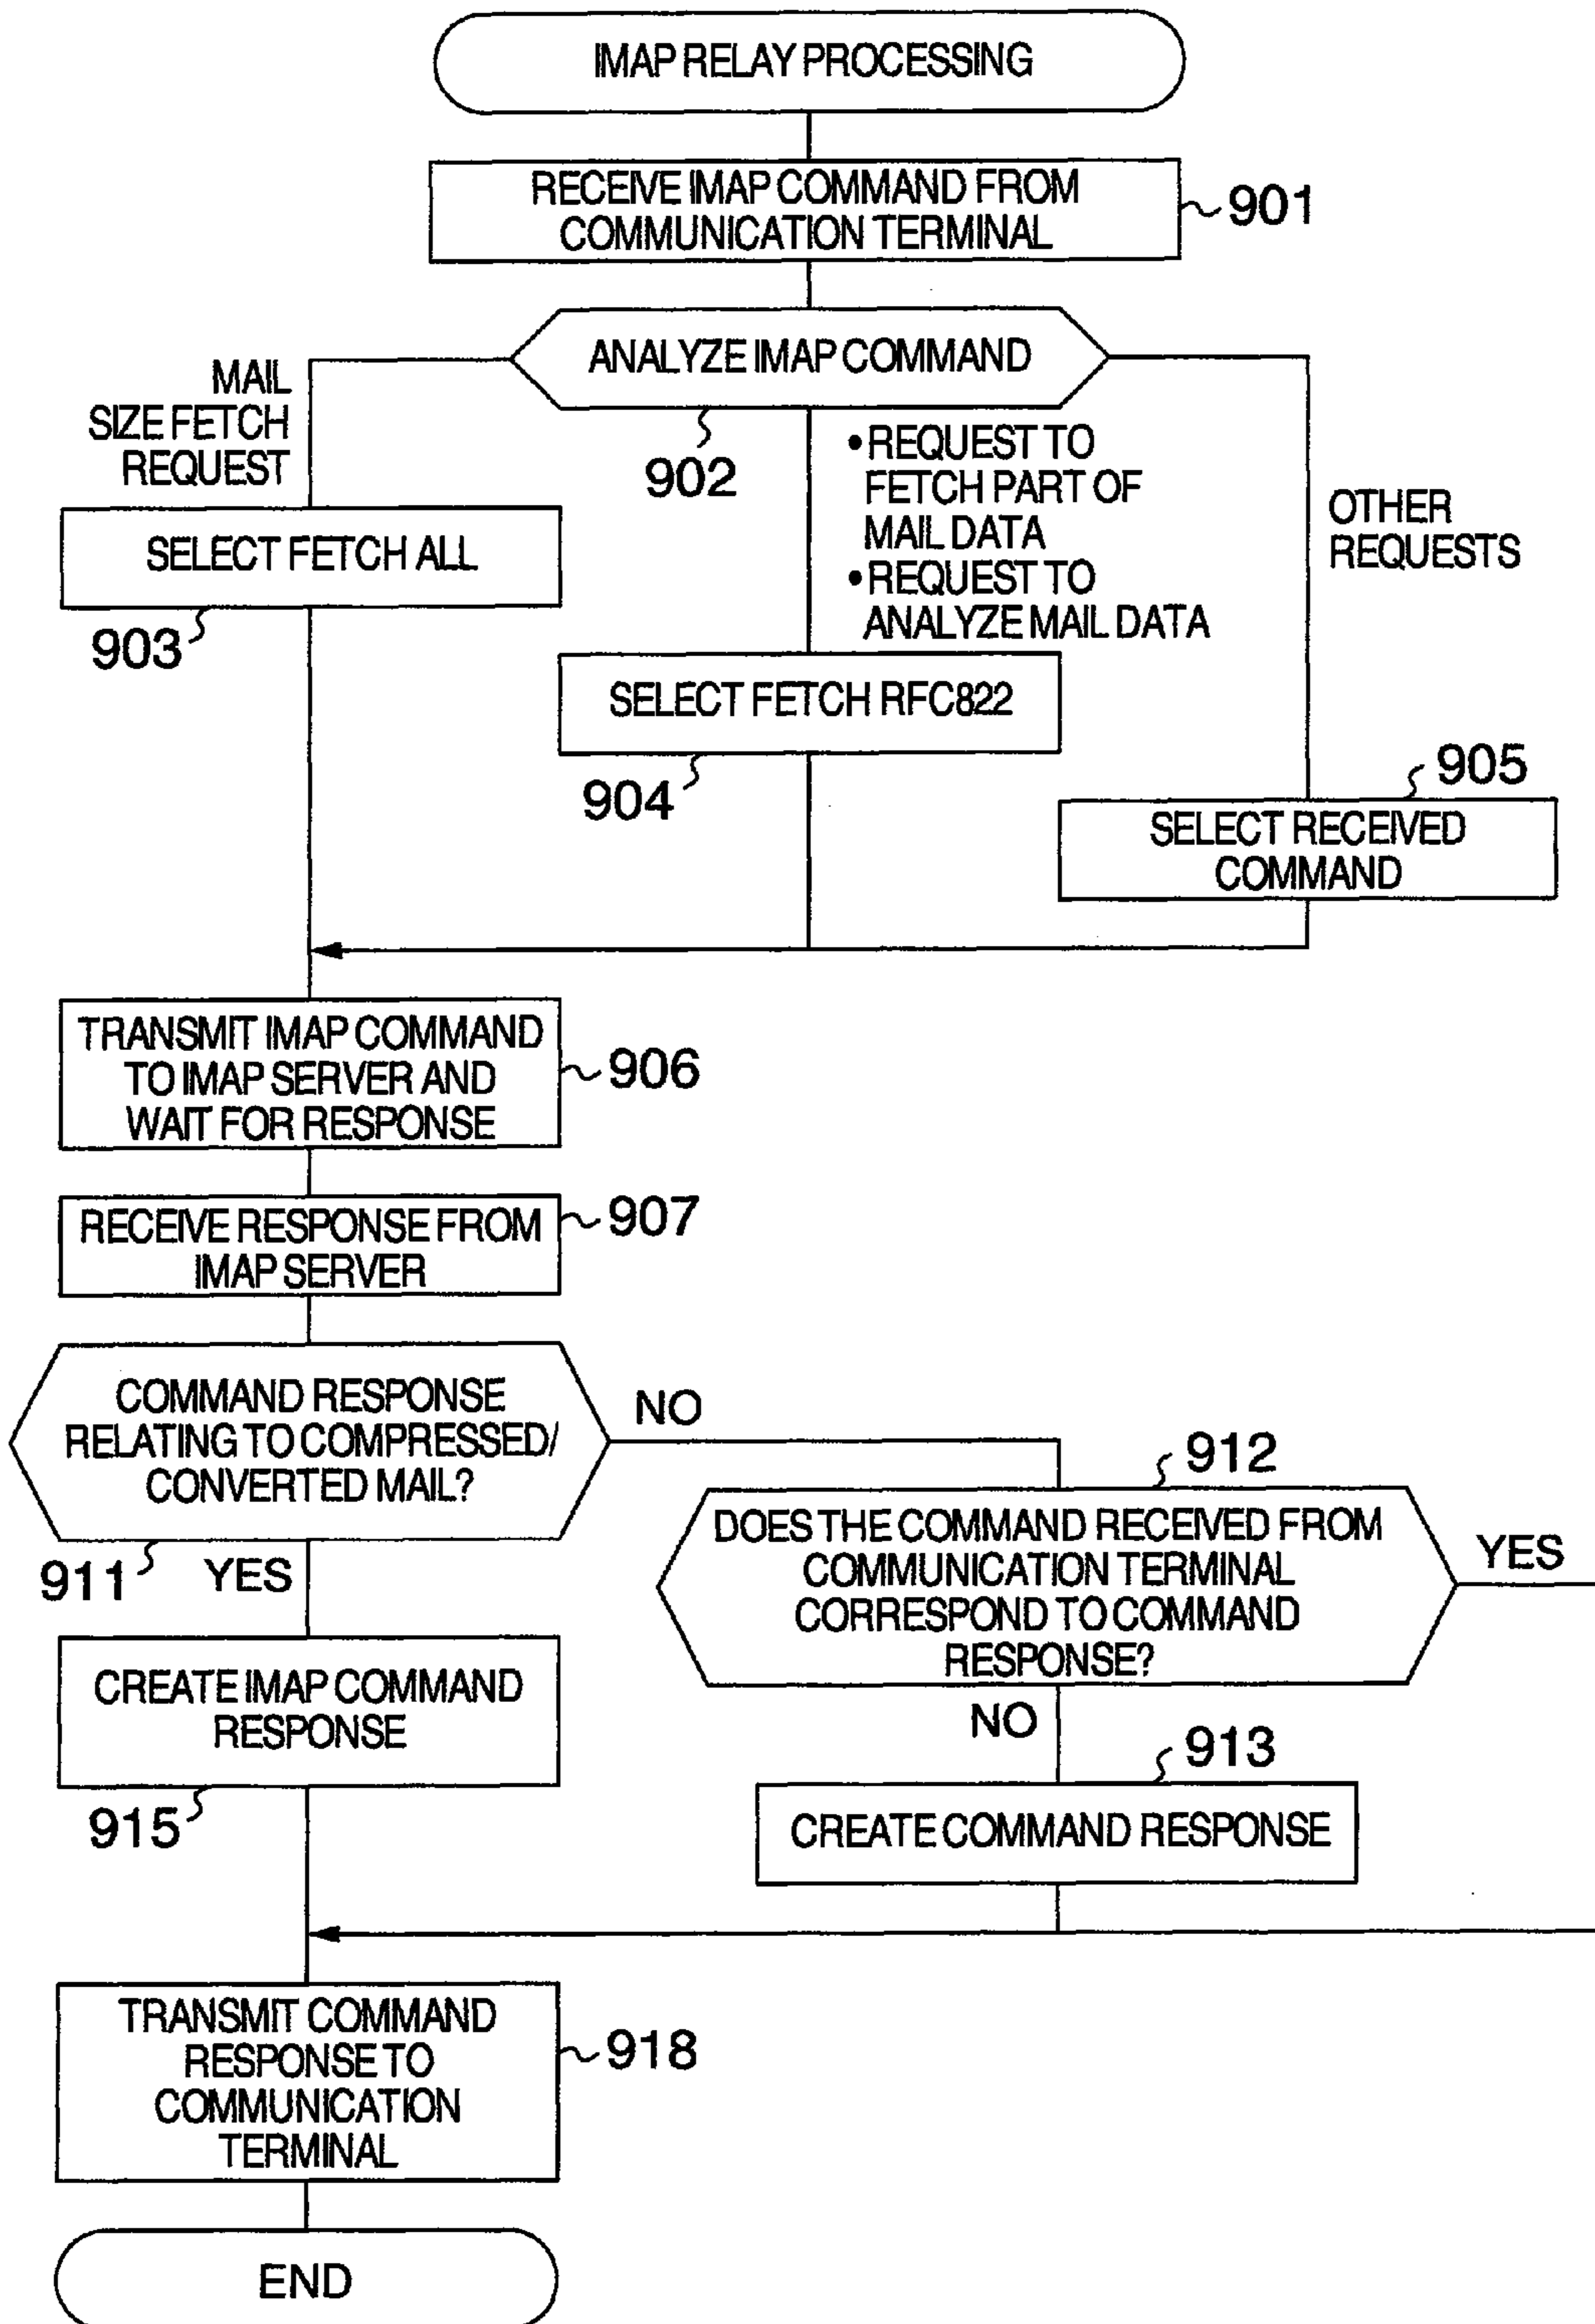 IMAP RELAY PROCESSING
RECEIVE IMAP COMMAND FROM
COMMUNICATION TERMINAL
901
ANALYZE IMAP COMMAND
902
MAIL
SIZE FETCH
REQUEST
•REQUEST TO
FETCH PART OF
MAIL DATA
•REQUEST TO
ANALYZE MAIL DATA
OTHER
REQUESTS
SELECT FETCH ALL
903
SELECT FETCH RFC822
904
905
SELECT RECEIVED
COMMAND
TRANSMIT IMAP COMMAND
TO IMAP SERVER AND
WAIT FOR RESPONSE
906
RECEIVE RESPONSE FROM
IMAP SERVER
907
COMMAND RESPONSE
RELATING TO COMPRESSED/
CONVERTED MAIL?
NO
911
YES
912
DOES THE COMMAND RECEIVED FROM
COMMUNICATION TERMINAL
CORRESPOND TO COMMAND
RESPONSE?
YES
NO
CREATE IMAP COMMAND
RESPONSE
915
913
CREATE COMMAND RESPONSE
TRANSMIT COMMAND
RESPONSE TO
COMMUNICATION
TERMINAL
918
END